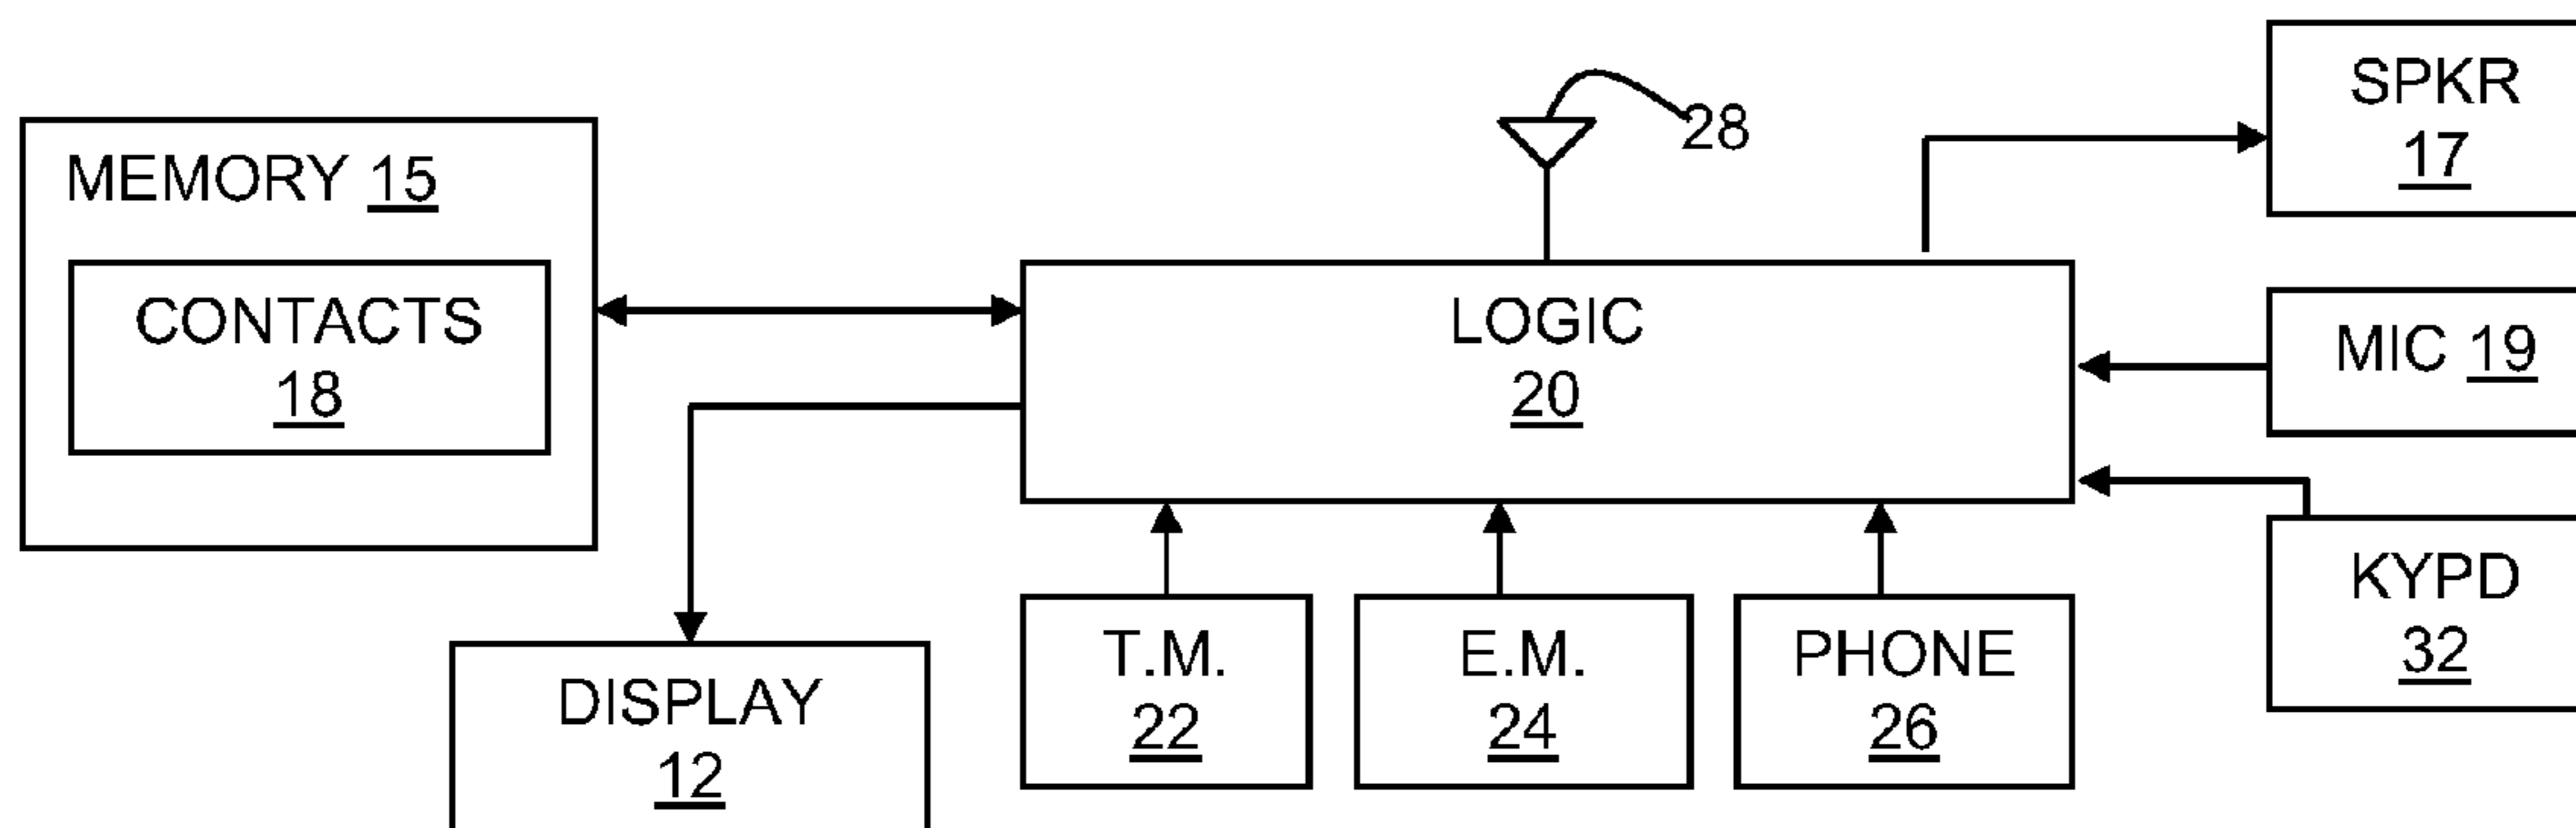 SPKR
17
28
MEMORY 15
CONTACTS
18
LOGIC
20
MIC 19
KYPD
32
T.M.
22
E.M.
24
PHONE
26
DISPLAY
12